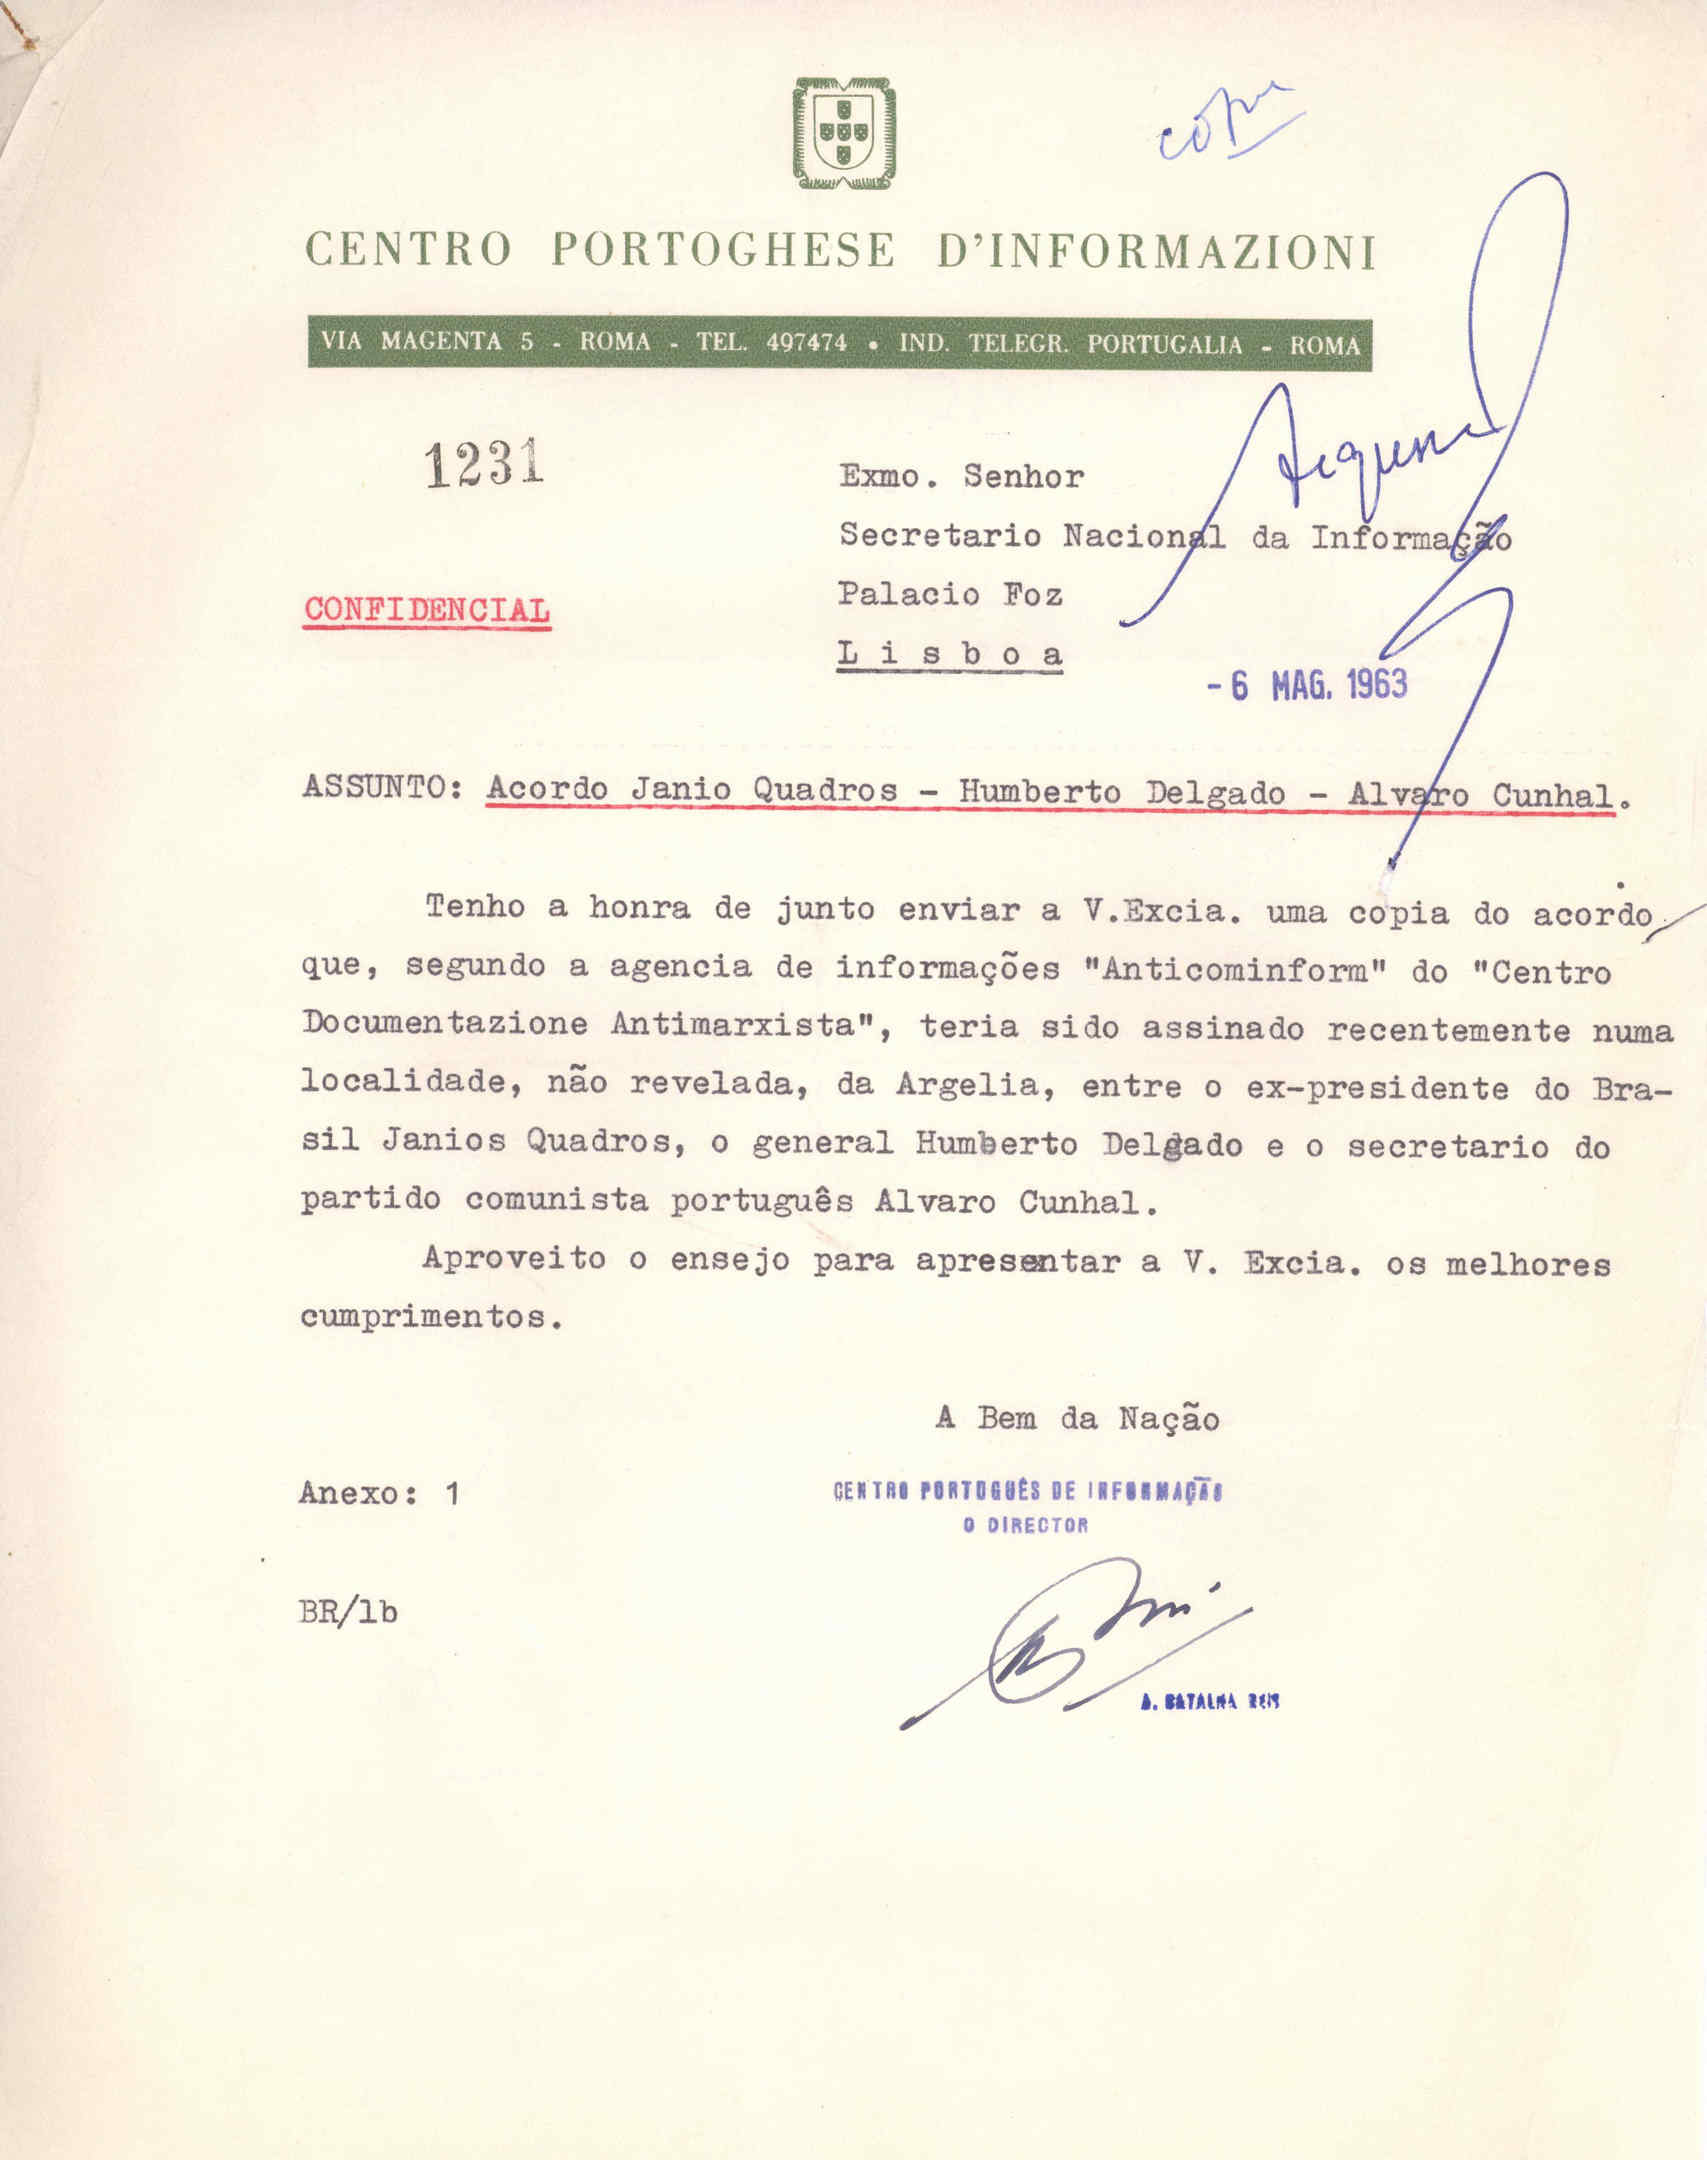 copia
CENTRO PORTOGHESE D'INFORMAZIONI
VIA MAGENTA 5 - ROMA - TEL. 497474 • IND. TELEGR. PORTUGALIA - ROMA
1231
Exmo. Senhor
Secretario Nacional da Informação
CONFIDENCIAL
Palacio Foz
Lisboa
- 6 MAG. 1963
ASSUNTO: Acordo Janio Quadros - Humberto Delgado - Alvaro Cunhal.
Tenho a honra de junto enviar a V.Excia. uma copia do acordo
que, segundo a agencia de informações "Anticominform" do "Centro
Documentazione Antimarxista", teria sido assinado recentemente numa
localidade, não revelada, da Argelia, entre o ex-presidente do Bra-
sil Janios Quadros, o general Humberto Delgado e o secretario do
partido comunista português Alvaro Cunhal.
Aproveito o ensejo para apresentar a V. Excia. os melhores
cumprimentos.
A Bem da Nação
Anexo: 1
CENTRO PORTOGUÊS DE INFORMAÇÃO
O DIRECTOR
BR/lb
A. BATALHA REIS